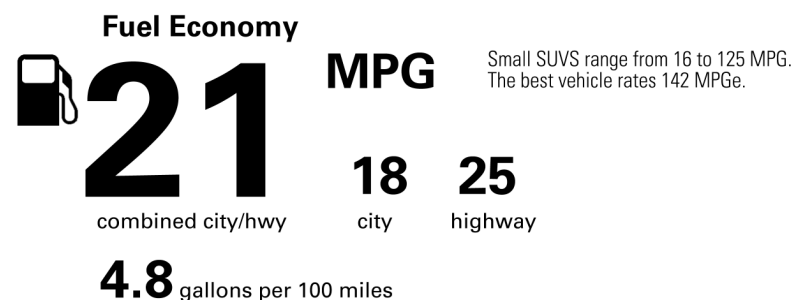 Fuel Economy
21
MPG
Small SUVS range from 16 to 125 MPG.
The best vehicle rates 142 MPGe.
18 25
combined city/hwy city highway
4.8 gallons per 100 miles